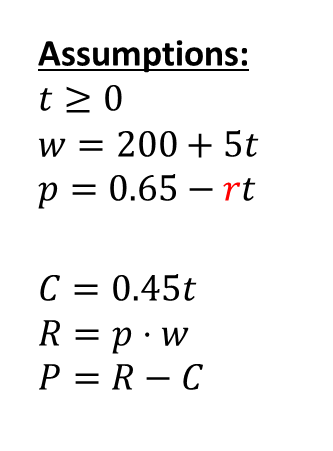 Assumptions:
t ≥ 0
w = 200 + 5t
p = 0.65 − rt
C = 0.45t
R = p · w
P = R − C